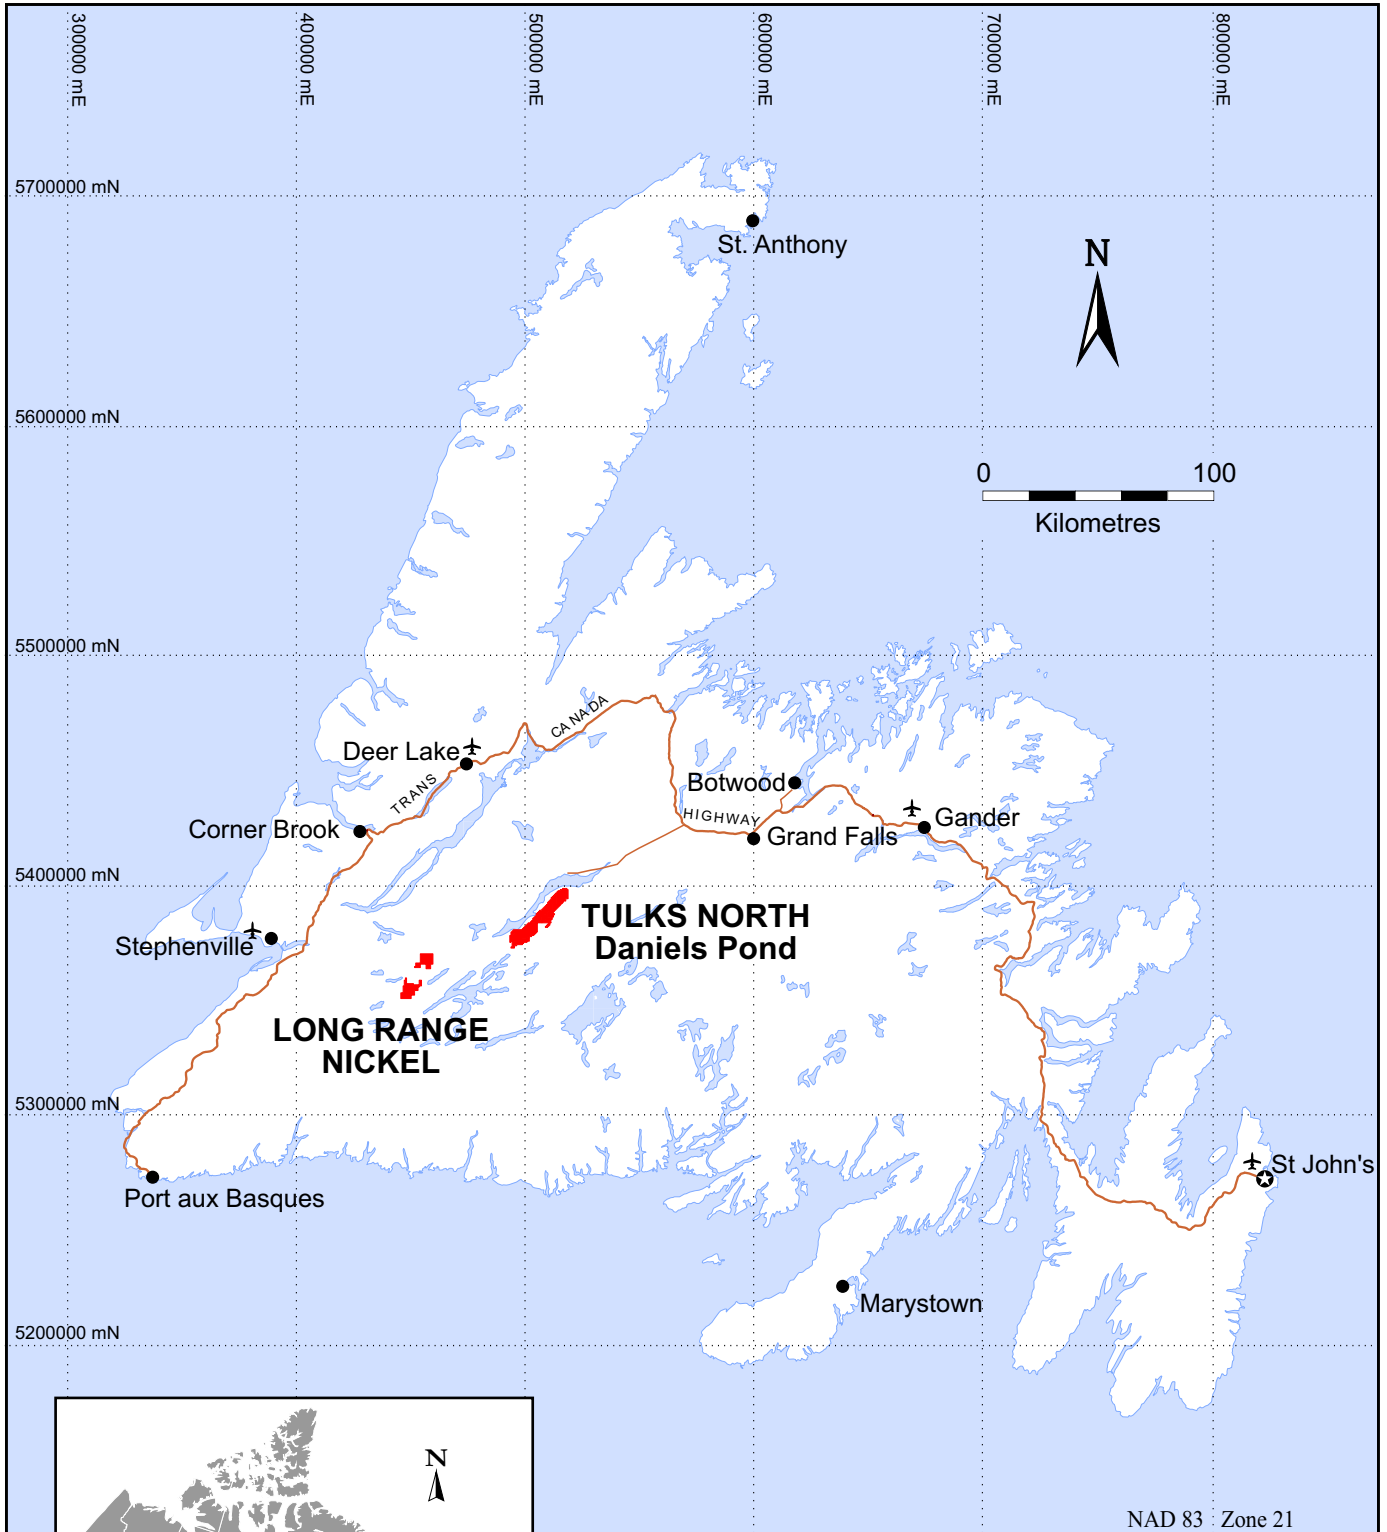 300000 mE
400000 mE
500000 mE
600000 mE
700000 mE
800000 mE
5700000 mN
St. Anthony
N
5600000 mN
0 100
Kilometres
5500000 mN
CANADA
Deer Lake
TRANS
Botwood
HIGHWAY
Gander
Corner Brook
Grand Falls
5400000 mN
TULKS NORTH
Daniels Pond
Stephenville
LONG RANGE
NICKEL
5300000 mN
St John's
Port aux Basques
Marystown
5200000 mN
N
NAD 83 Zone 21